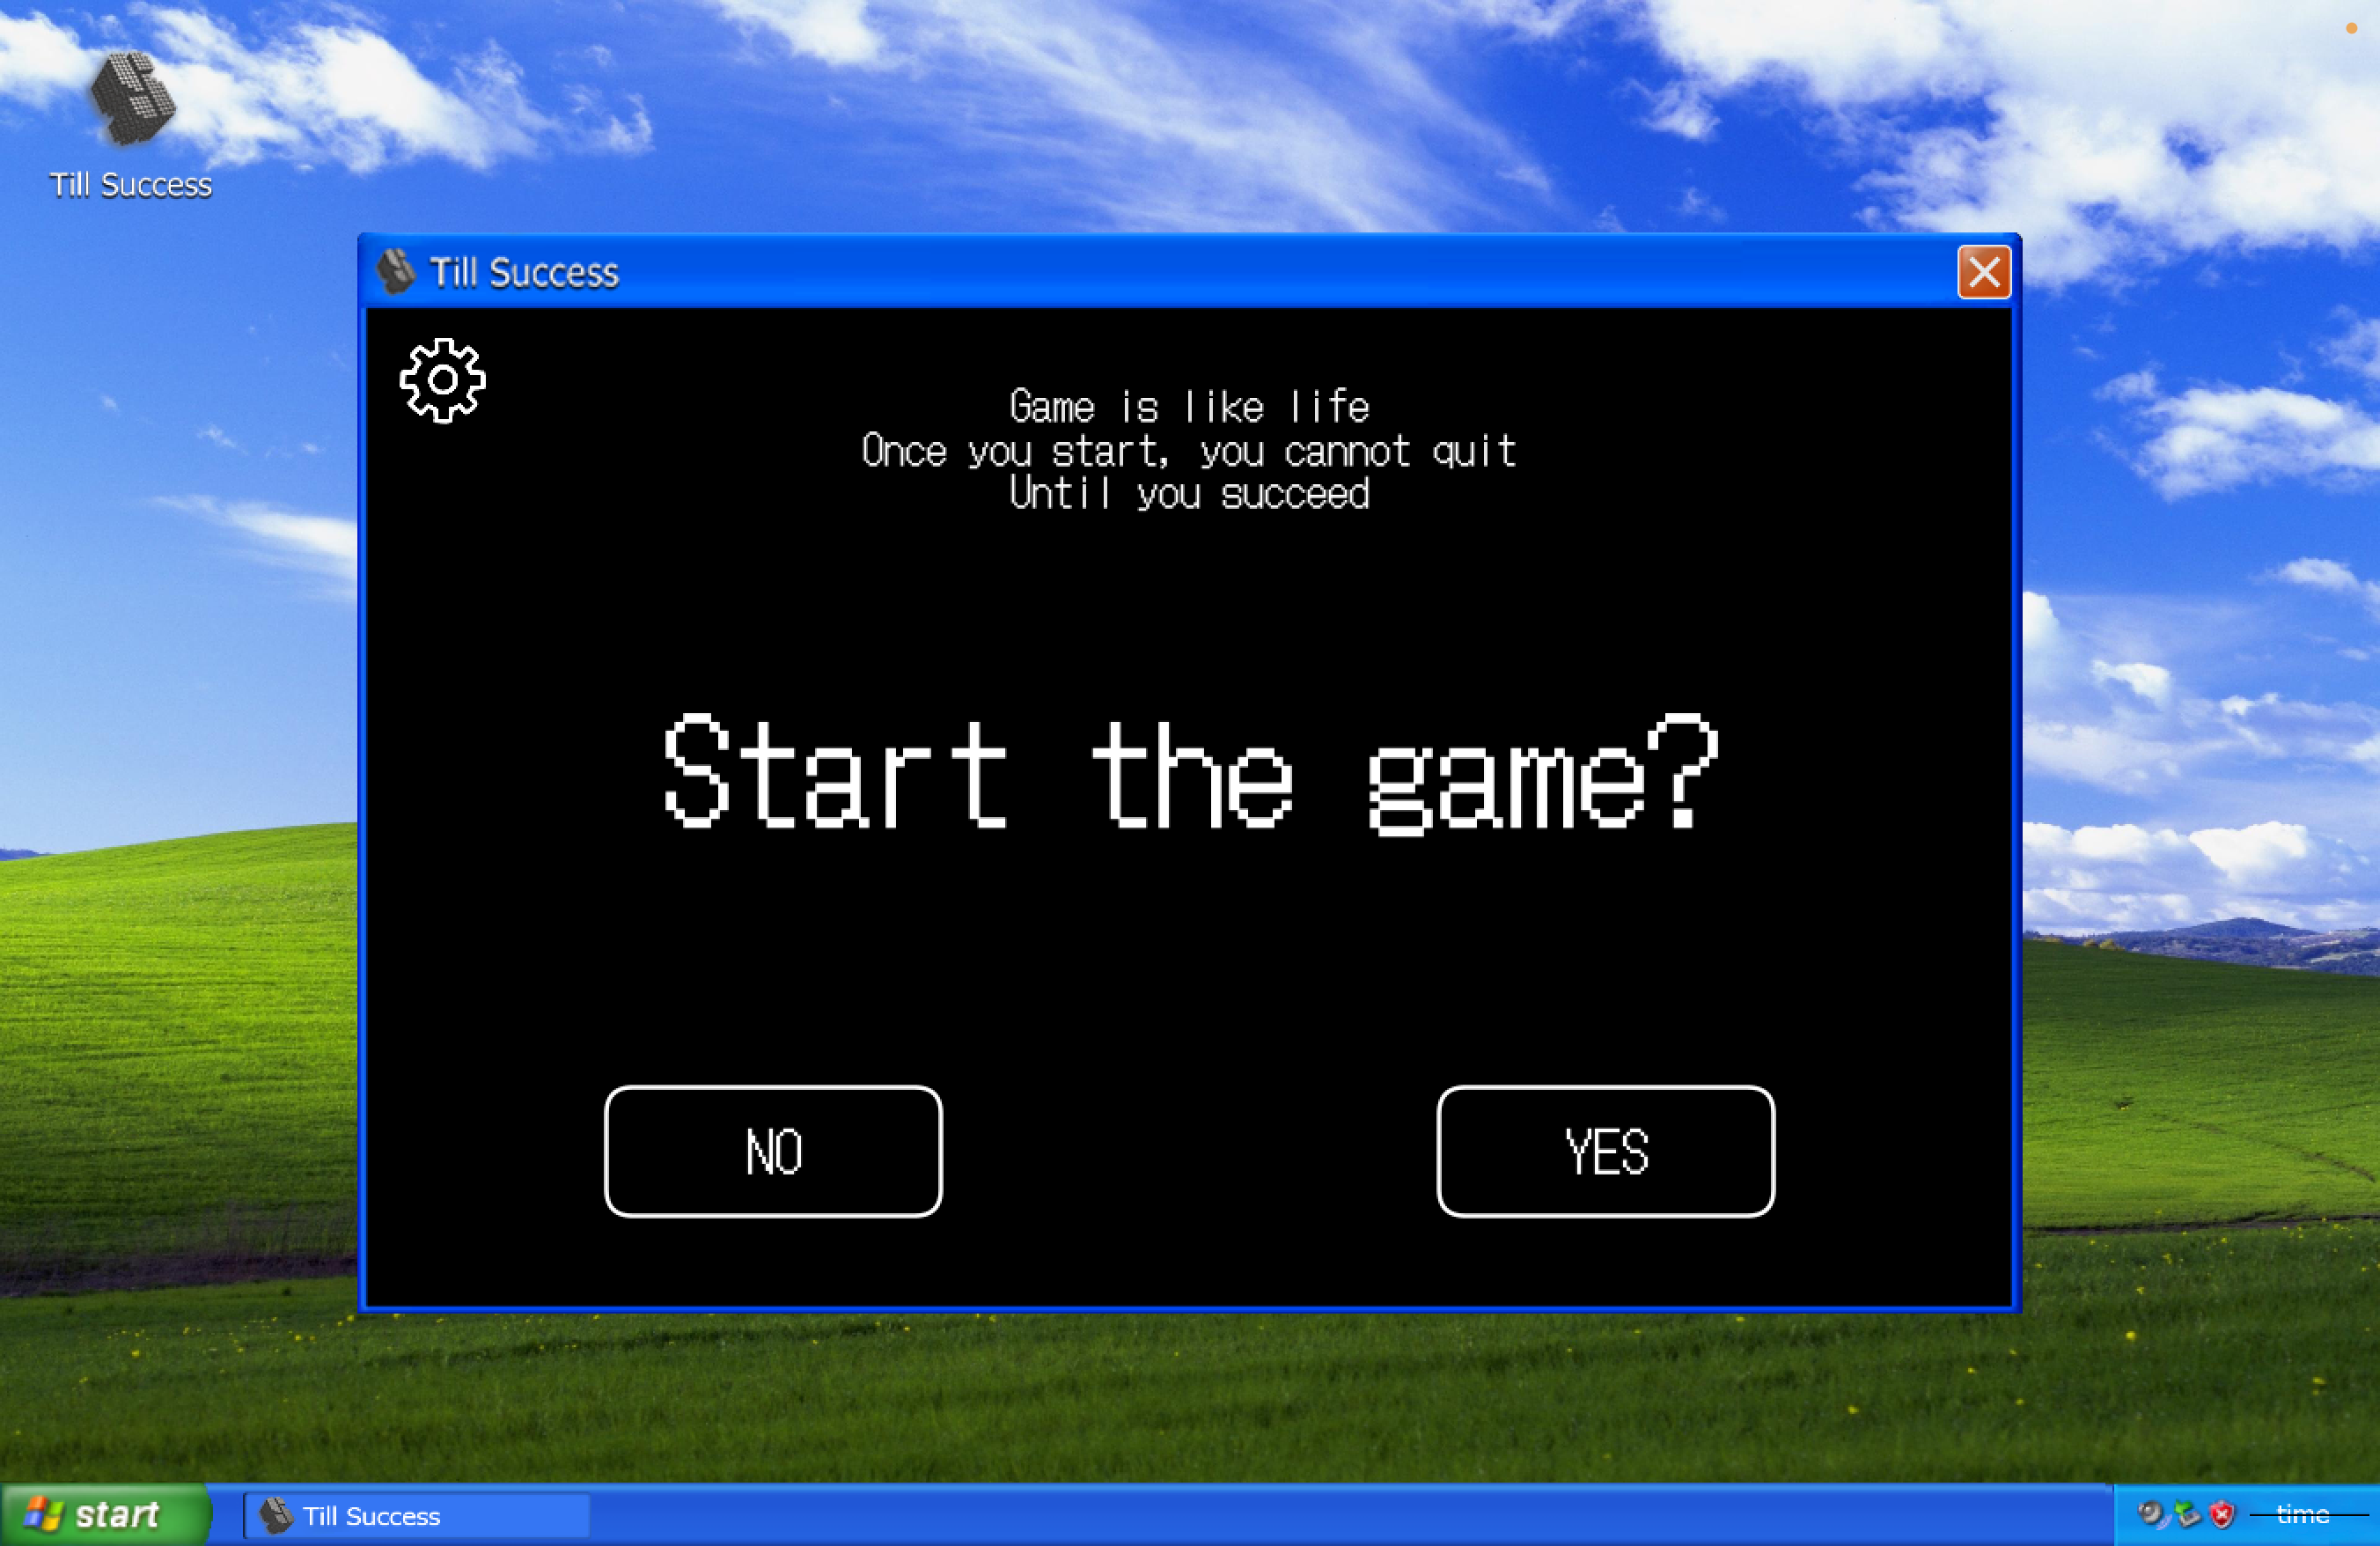 Till Success
Till Success
Game is like life
Once you start, you cannot quit
Until you succeed
Start the game?
NO
YES
start
Till Success
time